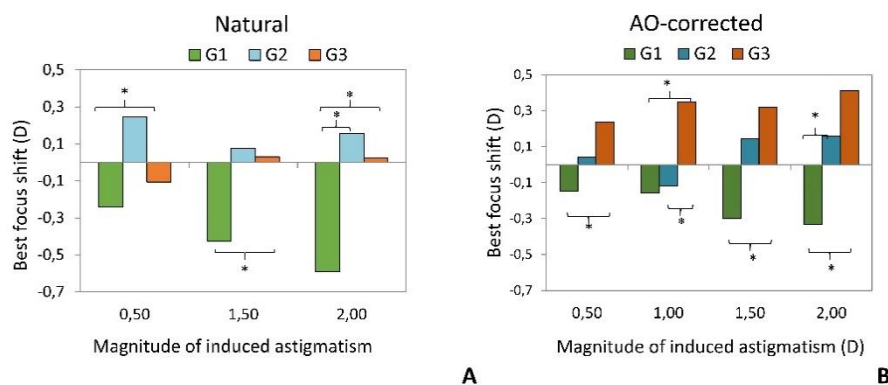 Natural
G1 G2 G3
Best focus shift (D)
0,5
0,3
0,1
-0,1
-0,3
-0,5
-0,7
* * * *
0,50 1,50 2,00
Magnitude of induced astigmatism
A
AO-corrected
G1 G2 G3
Best focus shift (D)
0,5
0,3
0,1
-0,1
-0,3
-0,5
-0,7
* * * * * *
0,50 1,00 1,50 2,00
Magnitude of induced astigmatism (D)
B